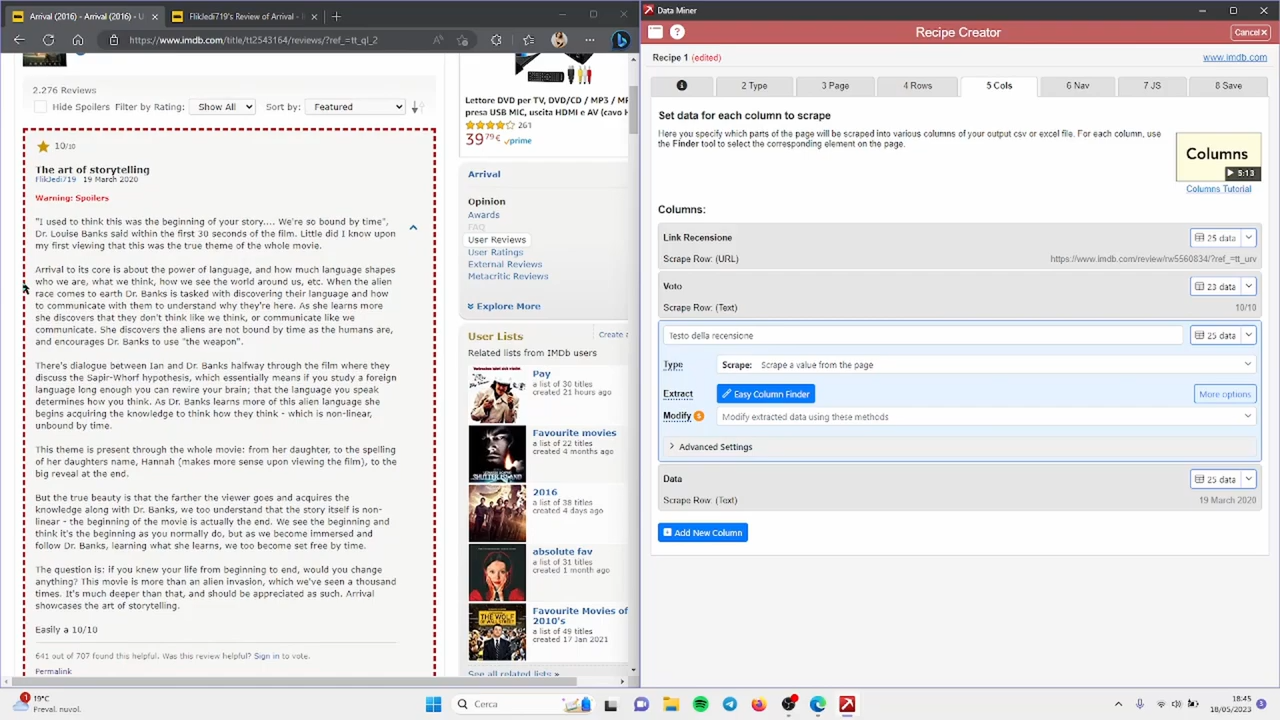 Arrival (2016) - Arrival (2016) - U
FlikJedi719's Review of Arrival - I
https://www.imdb.com/title/tt2543164/reviews/?ref_=tt_ql_2
2.276 Reviews
Hide Spoilers Filter by Rating: Show All Sort by: Featured
10/10
The art of storytelling
FlikJedi719 19 March 2020
Warning: Spoilers
"I used to think this was the beginning of your story.... We're so bound by time",
Dr. Louise Banks said within the first 30 seconds of the film. Little did I know upon
my first viewing that this was the true theme of the whole movie.
Arrival to its core is about the power of language, and how much language shapes
who we are, what we think, how we see the world around us, etc. When the alien
race comes to earth Dr. Banks is tasked with discovering their language and how
to communicate with them to understand why they're here. As she learns more
she discovers that they don't think like we think, or communicate like we
communicate. She discovers the aliens are not bound by time as the humans are,
and encourages Dr. Banks to use "the weapon".
There's dialogue between Ian and Dr. Banks halfway through the film where they
discuss the Sapir-Whorf hypothesis, which essentially means if you study a foreign
language long enough you can rewire your brain; that the language you speak
determines how you think. As Dr. Banks learns more of this alien language she
begins acquiring the knowledge to think how they think - which is non-linear,
unbound by time.
This theme is present through the whole movie: from her daughter, to the spelling
of her daughters name, Hannah (makes more sense upon viewing the film), to the
big reveal at the end.
But the true beauty is that the farther the viewer goes and acquires the
knowledge along with Dr. Banks, we too understand that the story itself is non-
linear - the beginning of the movie is actually the end. We see the beginning and
think it's the beginning as you normally do, but as we become immersed and
follow Dr. Banks, learning what she learns, we too become set free by time.
The question is: if you knew your life from beginning to end, would you change
anything? This movie is more than an alien invasion, which we've seen a thousand
times. It's much deeper than that, and should be appreciated as such. Arrival
showcases the art of storytelling.
Easily a 10/10
641 out of 707 found this helpful. Was this review helpful? Sign in to vote.
Permalink
Lettore DVD per TV, DVD/CD / MP3 / MP
presa USB MIC, uscita HDMI e AV (cavo H
261
39,79 € prime
Arrival
Opinion
Awards
FAQ
User Reviews
User Ratings
External Reviews
Metacritic Reviews
Explore More
User Lists
Create a
Related lists from IMDb users
Pay
a list of 30 titles
created 21 hours ago
Favourite movies
a list of 22 titles
created 4 months ago
2016
a list of 38 titles
created 4 days ago
absolute fav
a list of 31 titles
created 1 month ago
Favourite Movies of
2010's
a list of 49 titles
created 17 Jan 2021
See all related lists »
Data Miner
Recipe Creator
Cancel
Recipe 1 (edited)
www.imdb.com
2 Type
3 Page
4 Rows
5 Cols
6 Nav
7 JS
8 Save
Set data for each column to scrape
Here you specify which parts of the page will be scraped into various columns of your output csv or excel file. For each column, use
the Finder tool to select the corresponding element on the page.
Columns
5:13
Columns Tutorial
Columns:
Link Recensione
25 data
Scrape Row: (URL)
https://www.imdb.com/review/rw5560834/?ref_=tt_urv
Voto
23 data
Scrape Row: (Text)
10/10
Testo della recensione
25 data
Type
Scrape: Scrape a value from the page
Extract
Easy Column Finder
More options
Modify
Modify extracted data using these methods
Advanced Settings
Data
25 data
Scrape Row: (Text)
19 March 2020
Add New Column
19°C
Preval. nuvol.
Cerca
18:45
18/05/2023